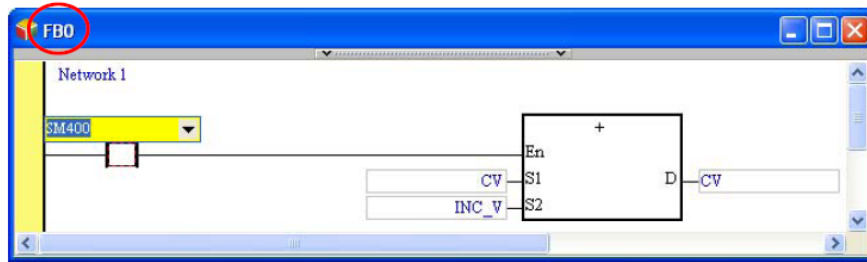 FB0
Network 1
SM400
+
En
CV S1 D CV
INC_V S2